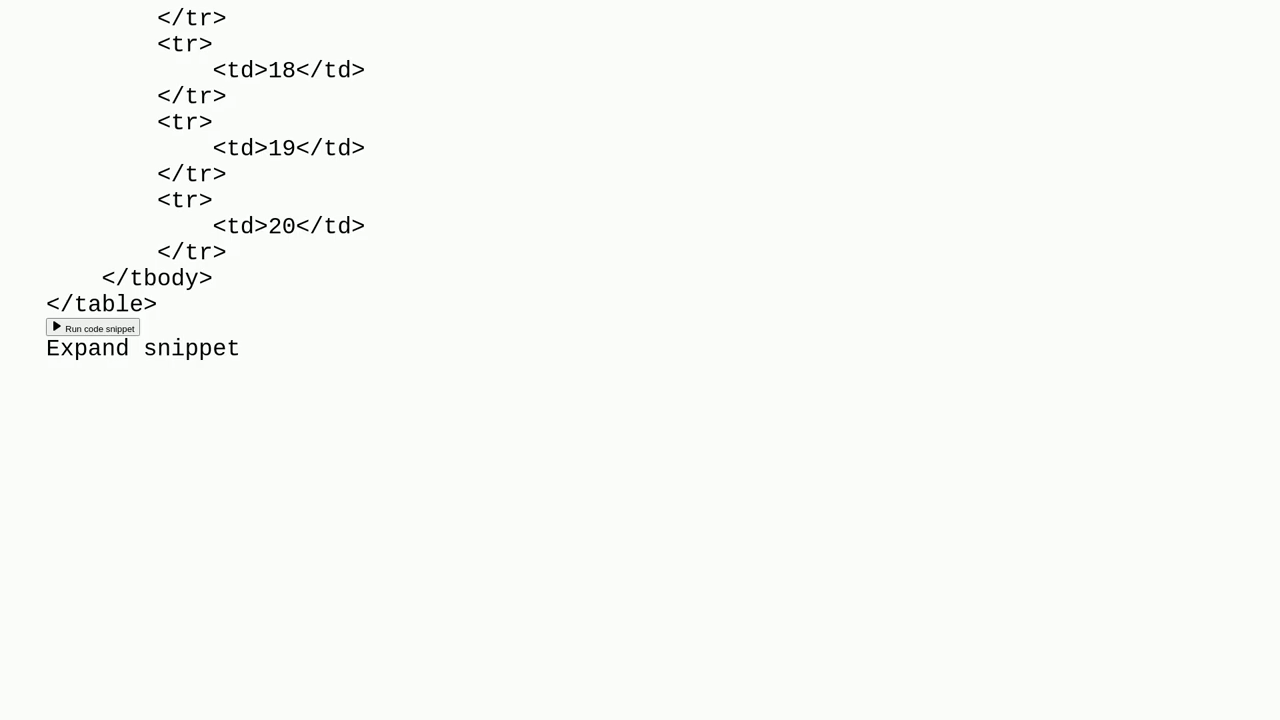 </tr>
<tr>
<td>18</td>
</tr>
<tr>
<td>19</td>
</tr>
<tr>
<td>20</td>
</tr>
</tbody>
</table>
Run code snippet
Expand snippet